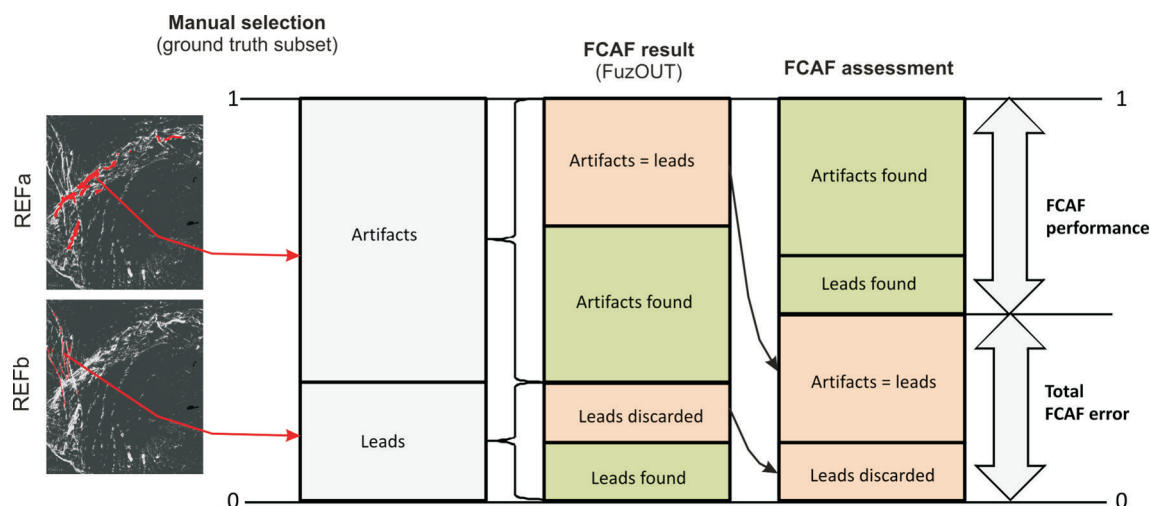 Manual selection
(ground truth subset)
FCAF result
(FuzOUT)
FCAF assessment
1
1
REFa
REFb
Artifacts
Leads
Artifacts = leads
Artifacts found
Leads discarded
Leads found
Artifacts found
Leads found
Artifacts = leads
Leads discarded
FCAF
performance
Total
FCAF error
0
0